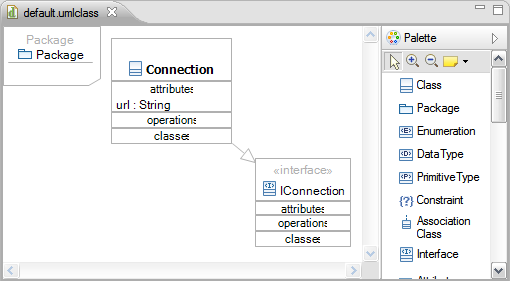 default.umlclass
Package
Package
Connection
attributes
url : String
operations
classes
«interface»
IConnection
attributes
operations
classes
Palette
Class
Package
Enumeration
DataType
PrimitiveType
Constraint
Association
Class
Interface